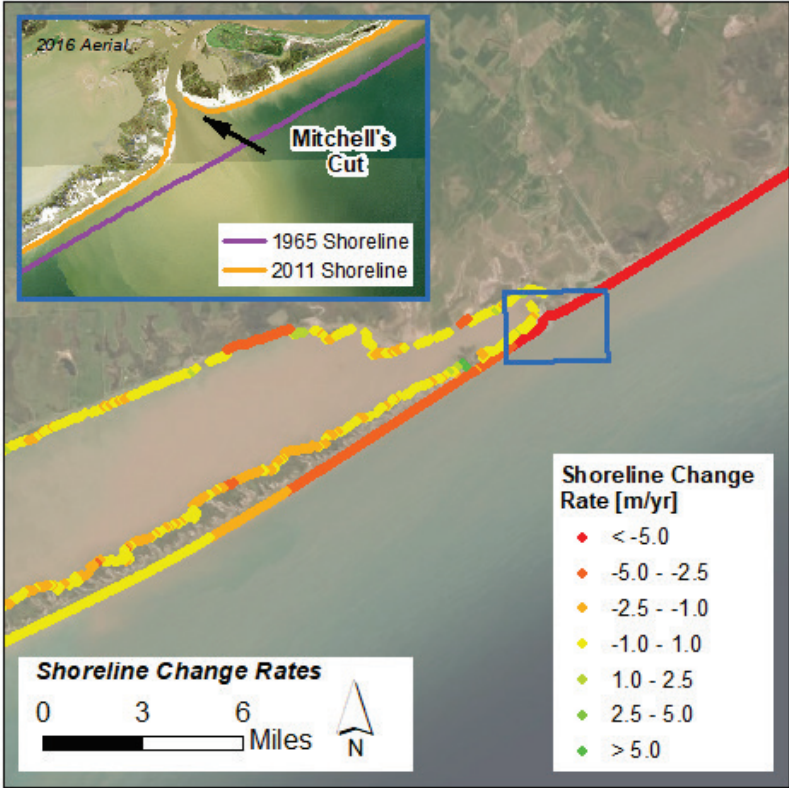 2016 Aerial
Mitchell's
Cut
1965 Shoreline
2011 Shoreline
Shoreline Change
Rate [m/yr]
< -5.0
-5.0 - -2.5
-2.5 - -1.0
-1.0 - 1.0
1.0 - 2.5
2.5 - 5.0
> 5.0
Shoreline Change Rates
0 3 6
Miles
N